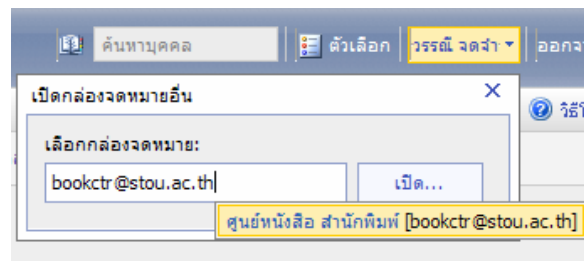 ค้นหาบุคคล ตัวเลือก วรรณี จดจำ
เปิดกล่องจดหมายอื่น X
วิธีใ
เลือกกล่องจดหมาย:
bookctr@stou.ac.th เปิด...
ศูนย์หนังสือ สำนักพิมพ์ [bookctr@stou.ac.th]